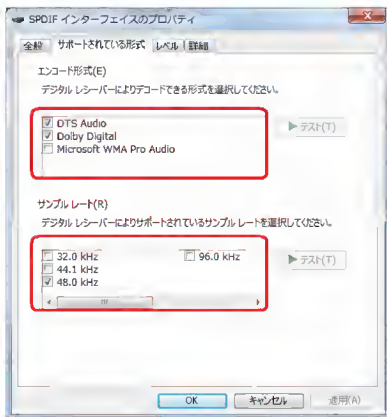 SPDIF インターフェイスのプロパティ
全般 サポートされている形式 レベル 詳細
エンコード形式(E)
デジタル レシーバーによりデコードできる形式を選択してください。
DTS Audio
Dolby Digital
Microsoft WMA Pro Audio
テスト(T)
サンプル レート(R)
デジタル レシーバーによりサポートされているサンプル レートを選択してください。
32.0 kHz 96.0 kHz
44.1 kHz
48.0 kHz
テスト(T)
OK キャンセル 適用(A)